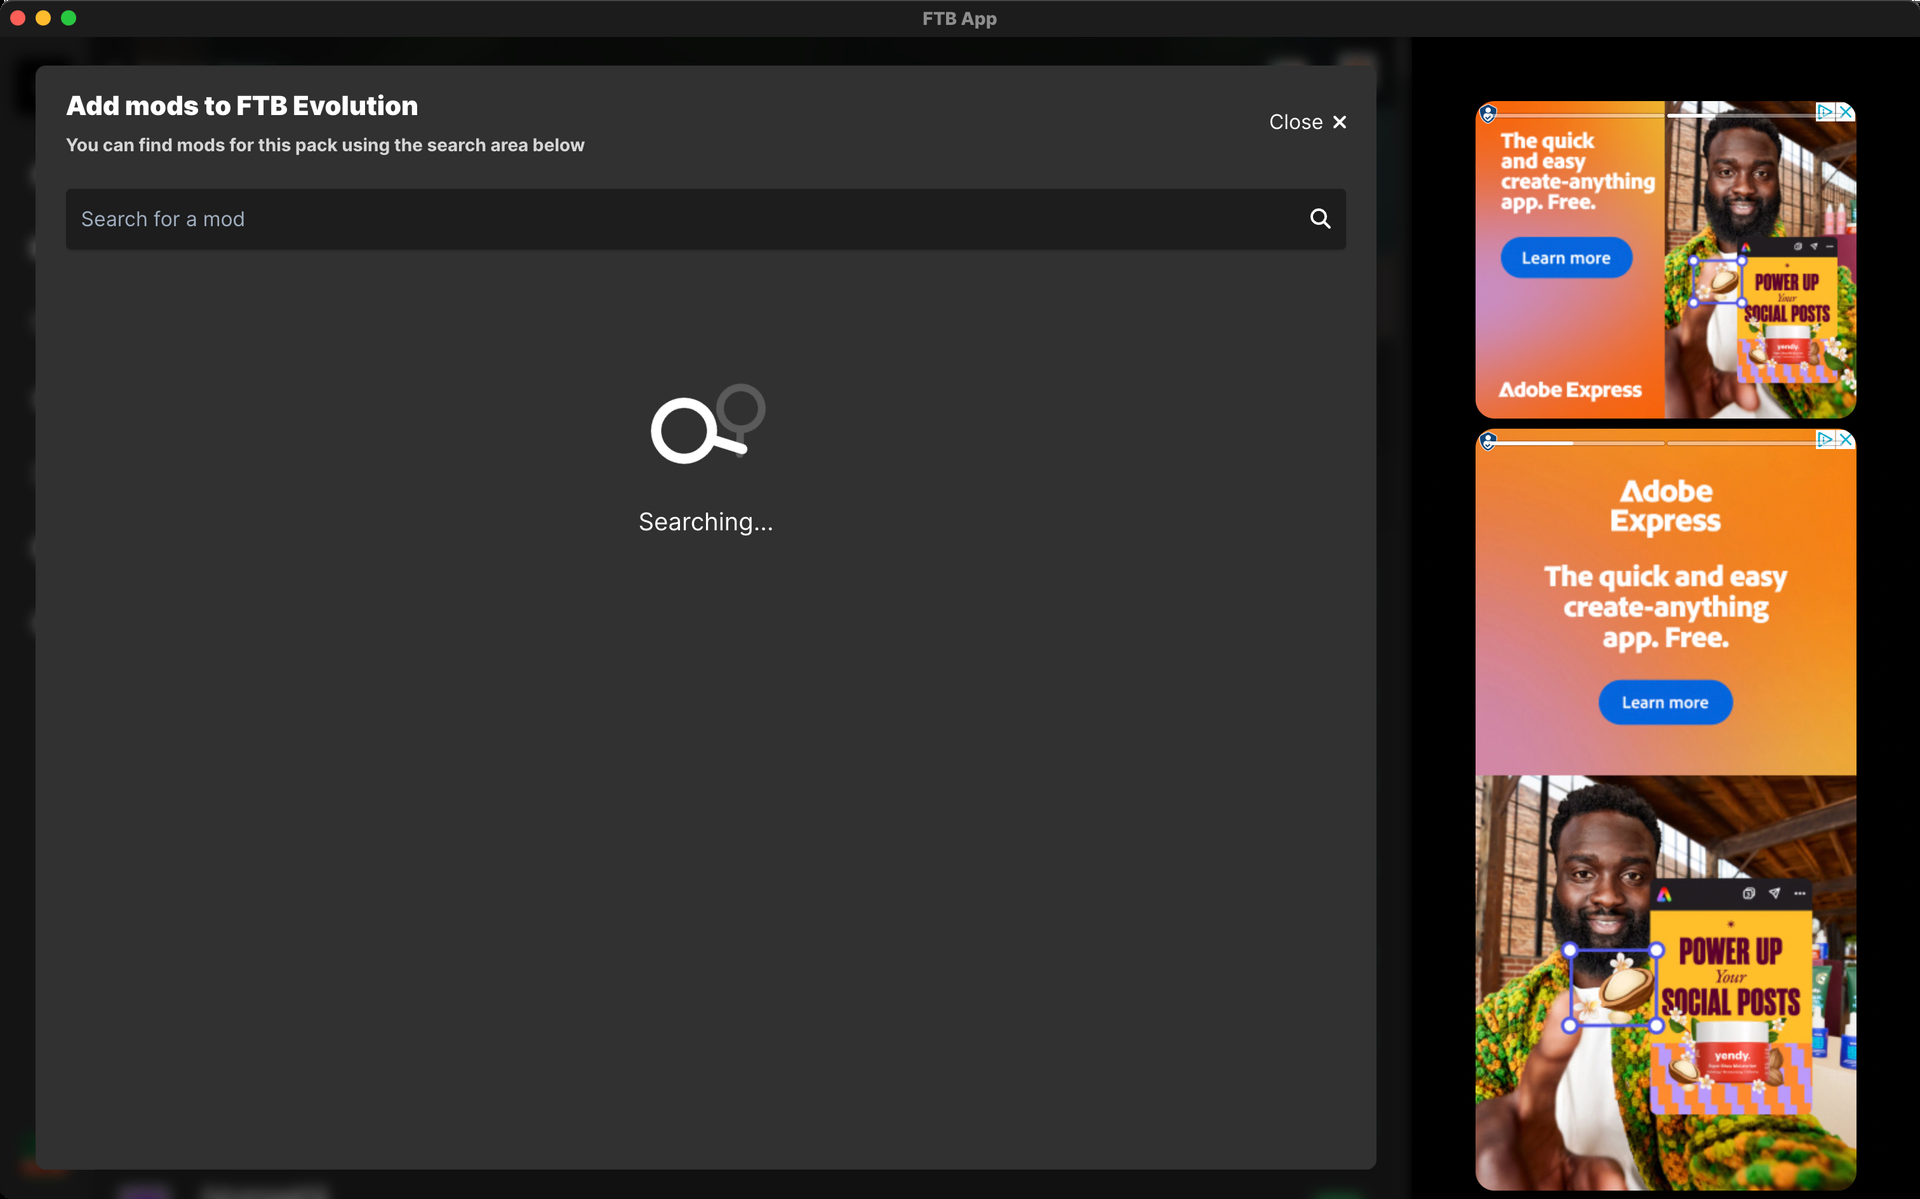 FTB App
Add mods to FTB Evolution
You can find mods for this pack using the search area below
Close
Search for a mod
Searching...
The quick
and easy
create-anything
app. Free.
Learn more
Adobe Express
POWER UP
Your
SOCIAL POSTS
yendy.
Adobe
Express
The quick and easy
create-anything
app. Free.
Learn more
POWER UP
Your
SOCIAL POSTS
yendy.